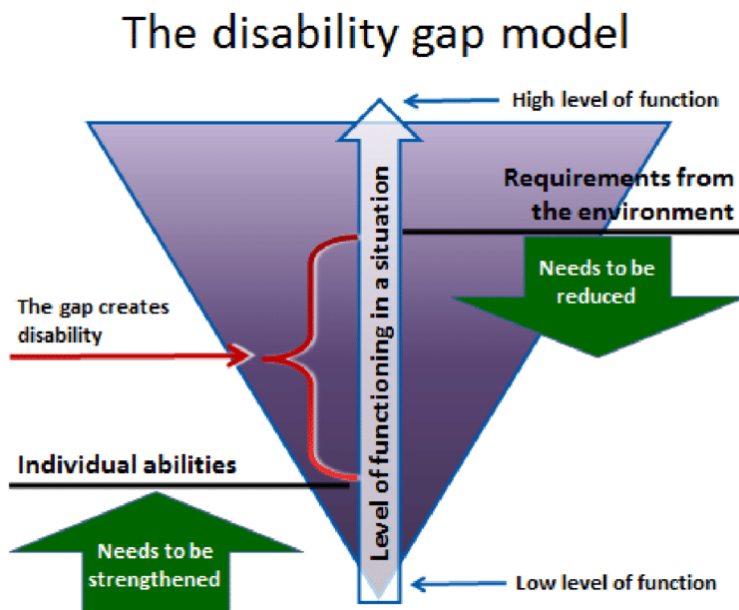 The disability gap model
High level of function
Requirements from
the environment
Needs to be
reduced
Level of functioning in a situation
The gap creates
disability
Individual abilities
Needs to be
strengthened
Low level of function